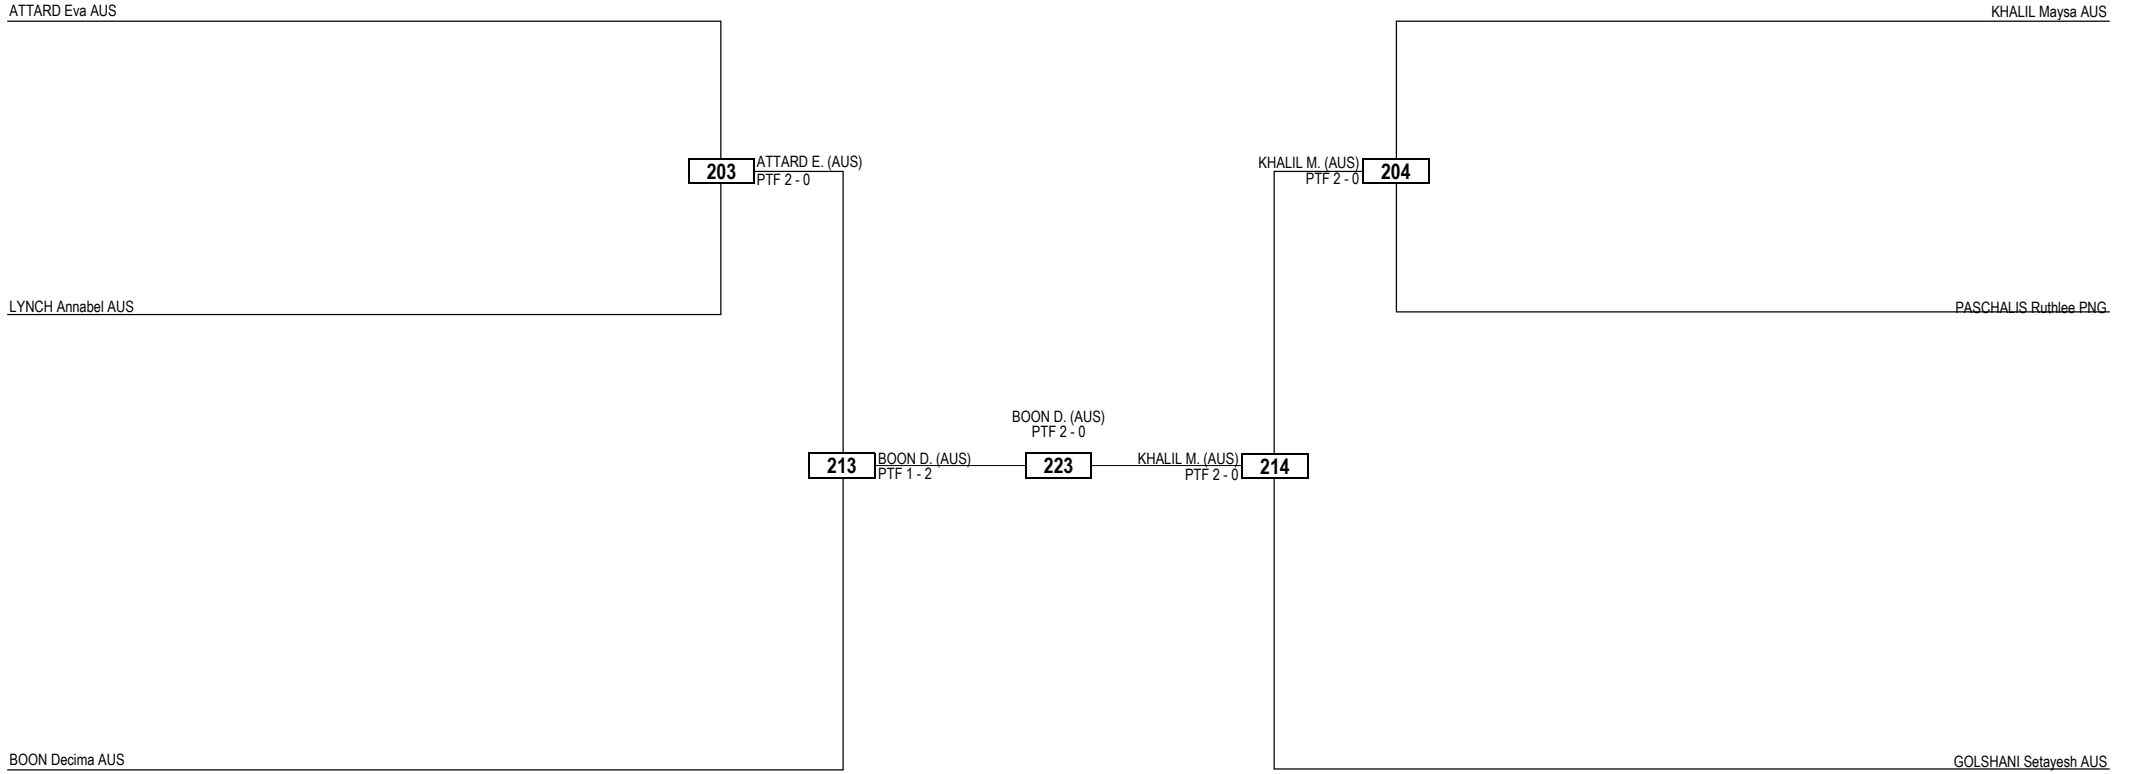 ATTARD Eva AUS
KHALIL Maysa AUS
ATTARD E. (AUS)
203
PTF 2 - 0
KHALIL M. (AUS)
204
PTF 2 - 0
LYNCH Annabel AUS
PASCHALIS Ruthlee PNG
BOON D. (AUS)
PTF 2 - 0
213
BOON D. (AUS)
PTF 1 - 2
223
KHALIL M. (AUS)
PTF 2 - 0
214
BOON Decima AUS
GOLSHANI Setayesh AUS